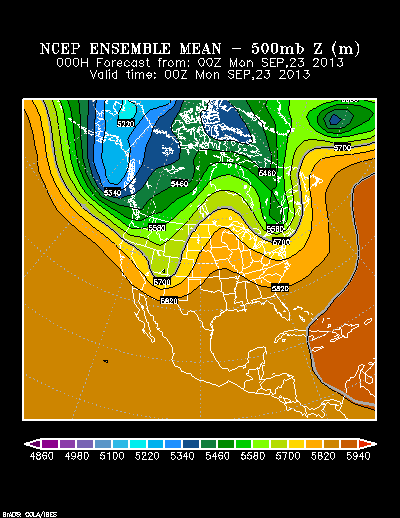 NCEP ENSEMBLE MEAN – 500mb Z (m)
000H Forecast from: 00Z Mon SEP,23 2013
Valid time: 00Z Mon SEP,23 2013
5220
5700
5340
5460
5460
5580
5580
5700
5700
5820
5820
4860 4980 5100 5220 5340 5460 5580 5700 5820 5940
GrADS: COLA/IGES